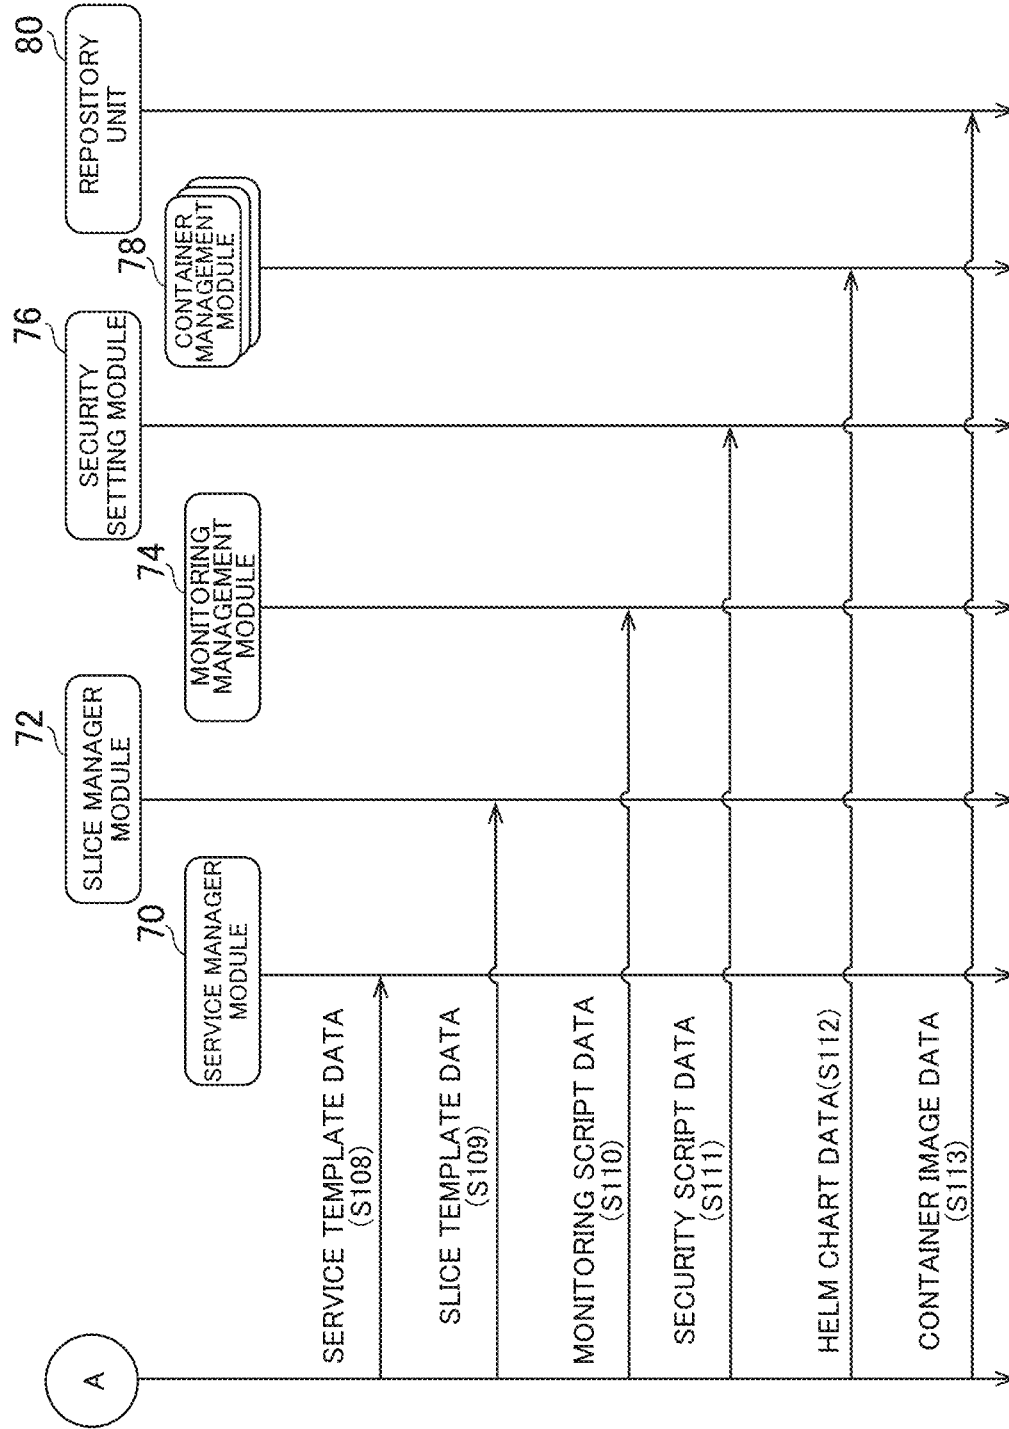 A
70
SERVICE MANAGER
MODULE
72
SLICE MANAGER
MODULE
74
MONITORING
MANAGEMENT
MODULE
76
SECURITY
SETTING MODULE
78
CONTAINER
MANAGEMENT
MODULE
80
REPOSITORY
UNIT
SERVICE TEMPLATE DATA
(S108)
SLICE TEMPLATE DATA
(S109)
MONITORING SCRIPT DATA
(S110)
SECURITY SCRIPT DATA
(S111)
HELM CHART DATA(S112)
CONTAINER IMAGE DATA
(S113)